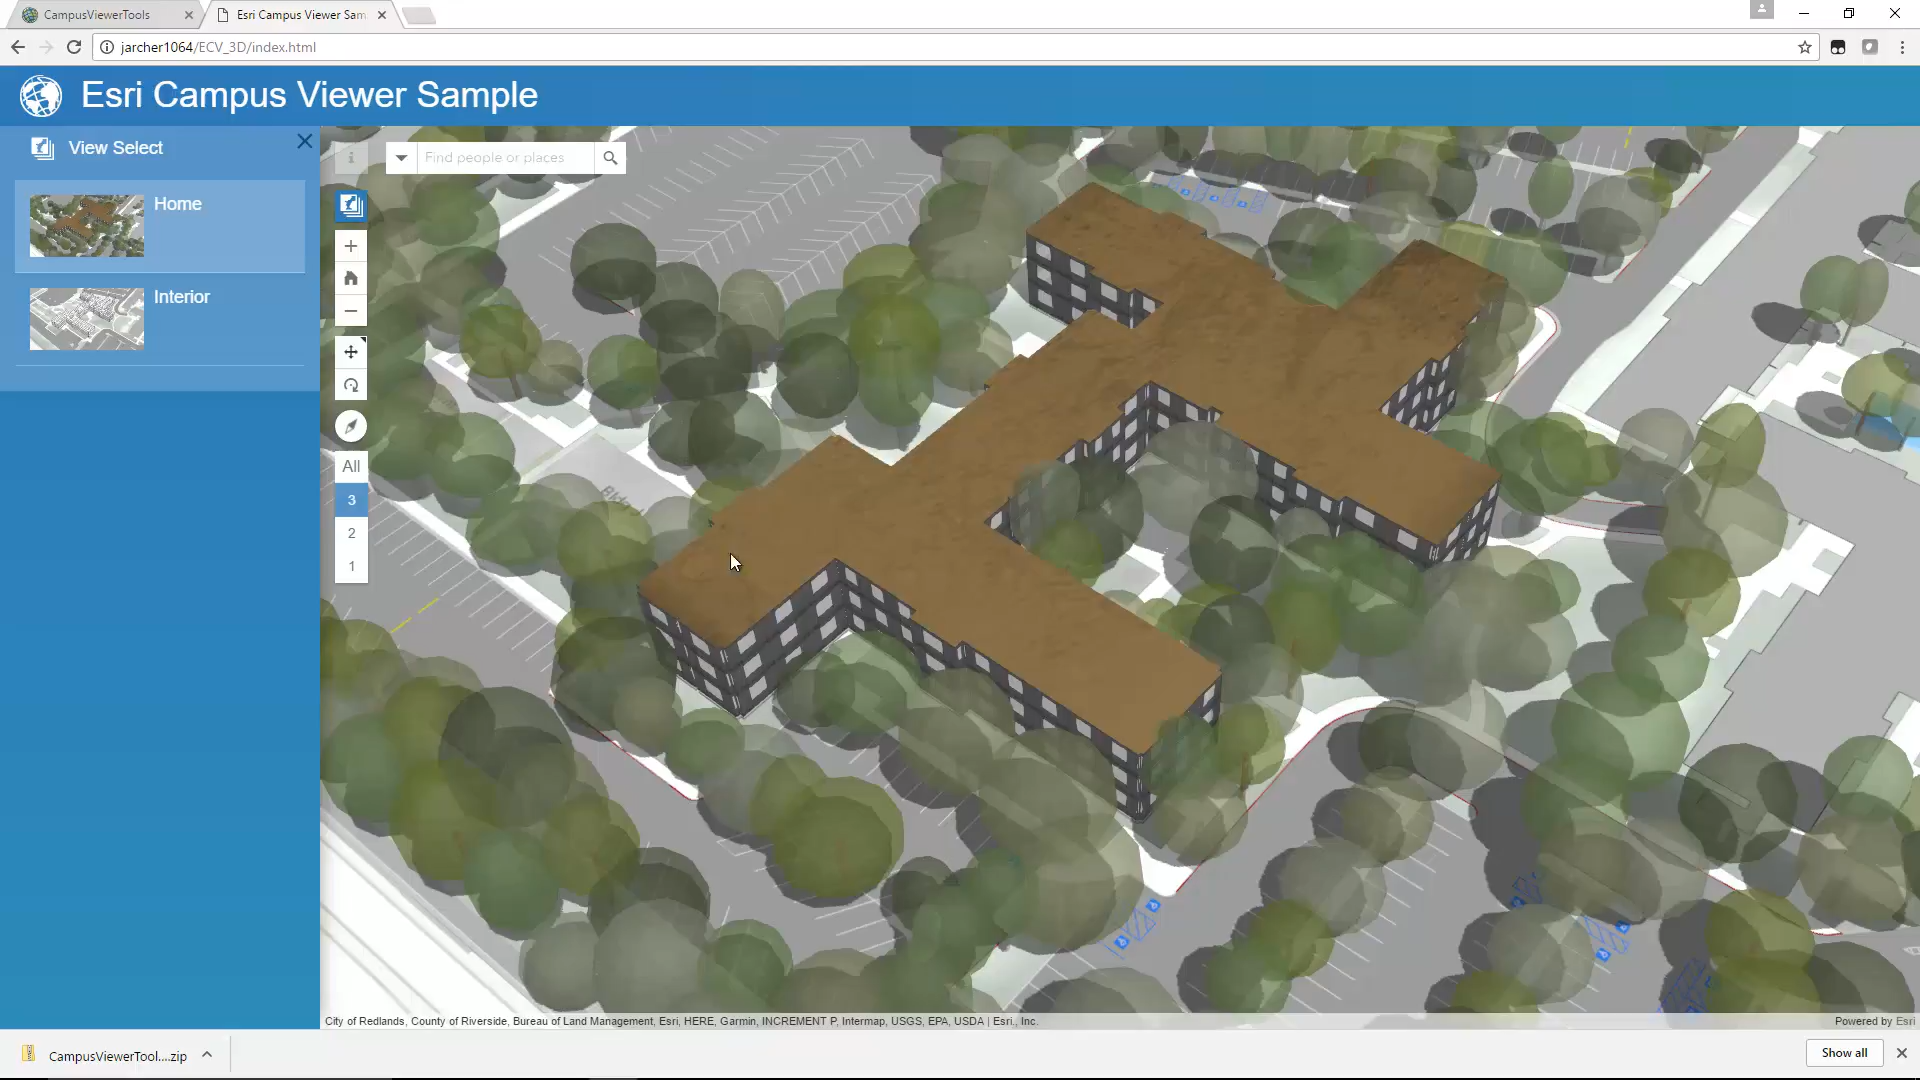 CampusViewerTools
Esri Campus Viewer Sam
jarcher1064/ECV_3D/index.html
Esri Campus Viewer Sample
View Select
Find people or places
Home
Interior
All
3
2
1
City of Redlands, County of Riverside, Bureau of Land Management, Esri, HERE, Garmin, INCREMENT P, Intermap, USGS, EPA, USDA | Esri., Inc.
Powered by Esri
CampusViewerTool....zip
Show all